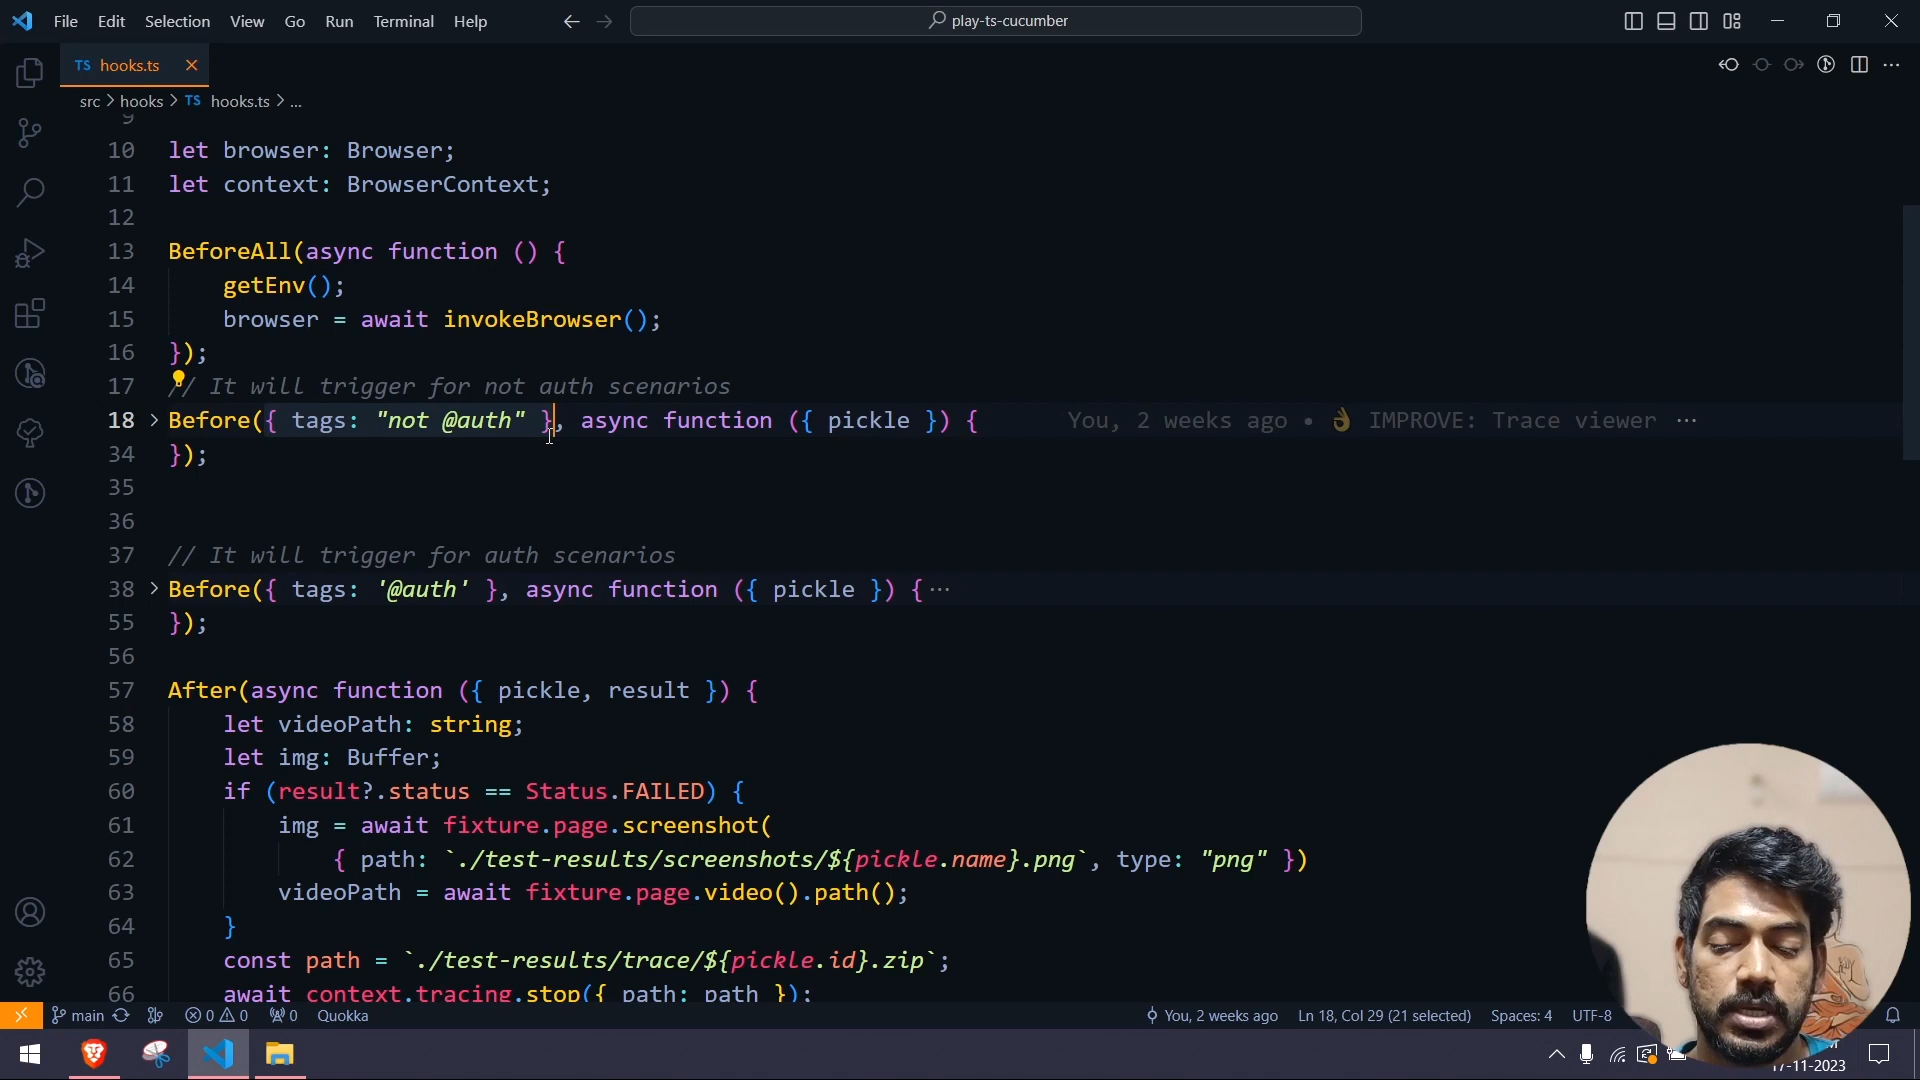 File Edit Selection View Go Run Terminal Help
play-ts-cucumber
TS hooks.ts
src > hooks > TS hooks.ts > ...
9
10 let browser: Browser;
11 let context: BrowserContext;
12
13 BeforeAll(async function () {
14 getEnv();
15 browser = await invokeBrowser();
16 });
17 // It will trigger for not auth scenarios
18 Before({ tags: "not @auth" }, async function ({ pickle }) { You, 2 weeks ago • 👌 IMPROVE: Trace viewer ...
34 });
35
36
37 // It will trigger for auth scenarios
38 Before({ tags: '@auth' }, async function ({ pickle }) {...
55 });
56
57 After(async function ({ pickle, result }) {
58 let videoPath: string;
59 let img: Buffer;
60 if (result?.status == Status.FAILED) {
61 img = await fixture.page.screenshot(
62 { path: `./test-results/screenshots/${pickle.name}.png`, type: "png" })
63 videoPath = await fixture.page.video().path();
64 }
65 const path = `./test-results/trace/${pickle.id}.zip`;
66 await context.tracing.stop({ path: path });
main 0 0 0 Quokka You, 2 weeks ago Ln 18, Col 29 (21 selected) Spaces: 4 UTF-8
17-11-2023